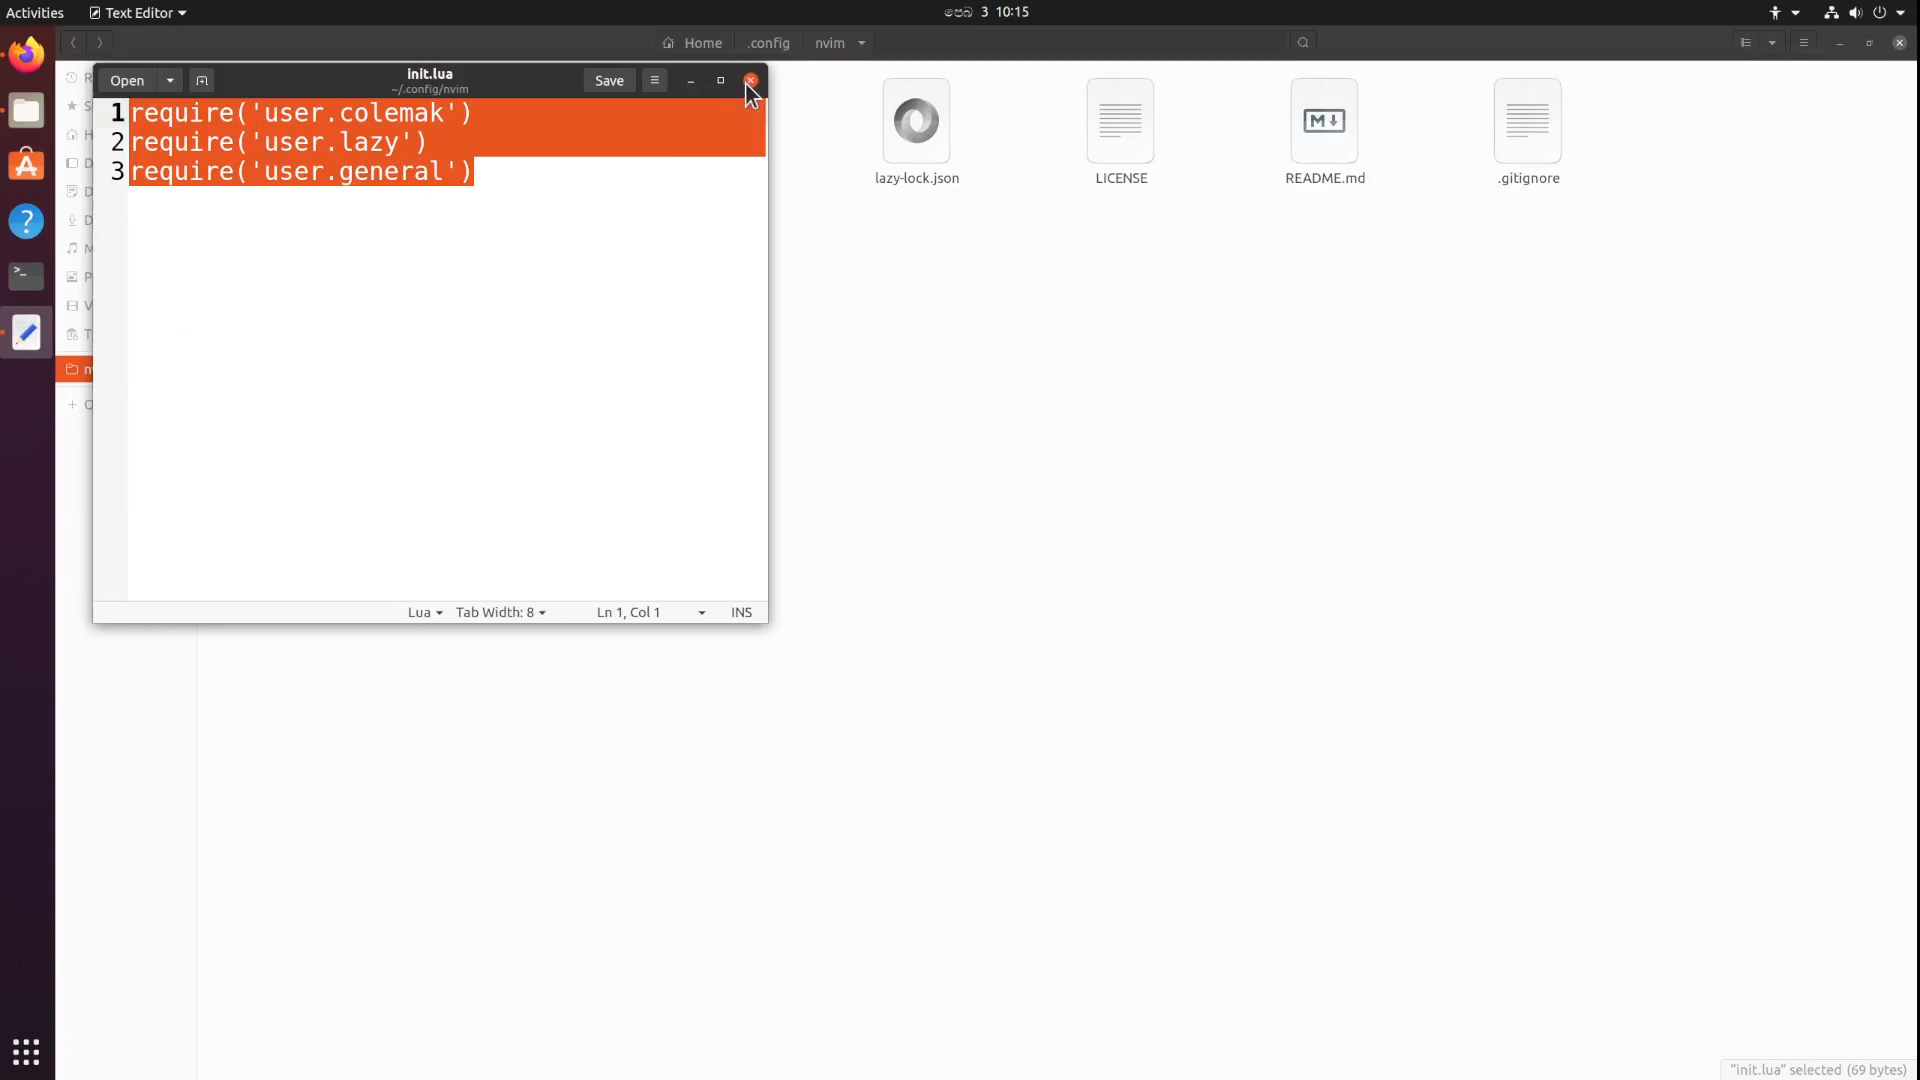 Activities
Text Editor
පෙබ 3 10:15
Home
.config
nvim
Open
init.lua
~/.config/nvim
Save
1 require('user.colemak')
2 require('user.lazy')
3 require('user.general')
Lua
Tab Width: 8
Ln 1, Col 1
INS
lazy-lock.json
LICENSE
README.md
.gitignore
"init.lua" selected (69 bytes)